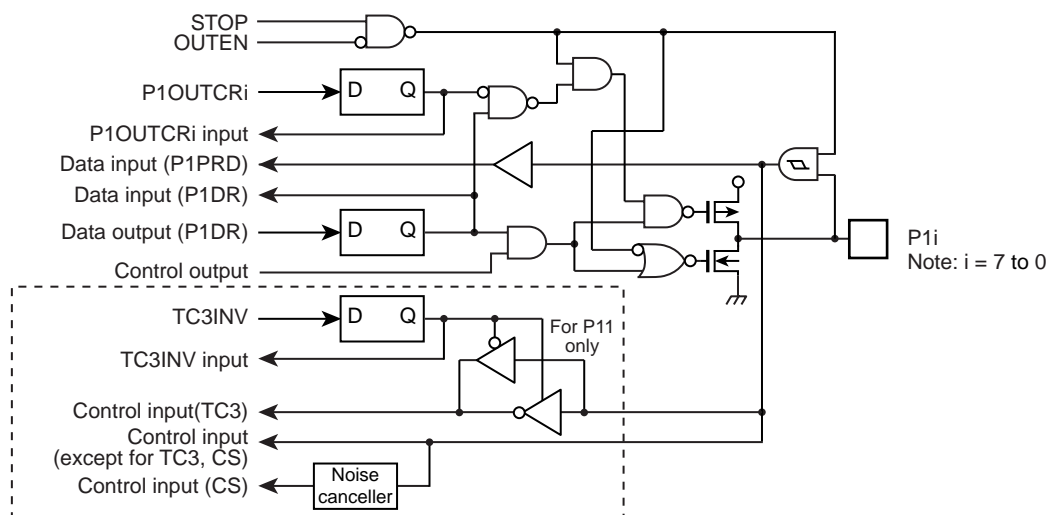 STOP
OUTEN
P1OUTCRi
D Q
P1OUTCRi input
Data input (P1PRD)
Data input (P1DR)
Data output (P1DR)
D Q
Control output
P1i
Note: i = 7 to 0
TC3INV
D Q
For P11
only
TC3INV input
Control input(TC3)
Control input
(except for TC3, CS)
Control input (CS)
Noise
canceller